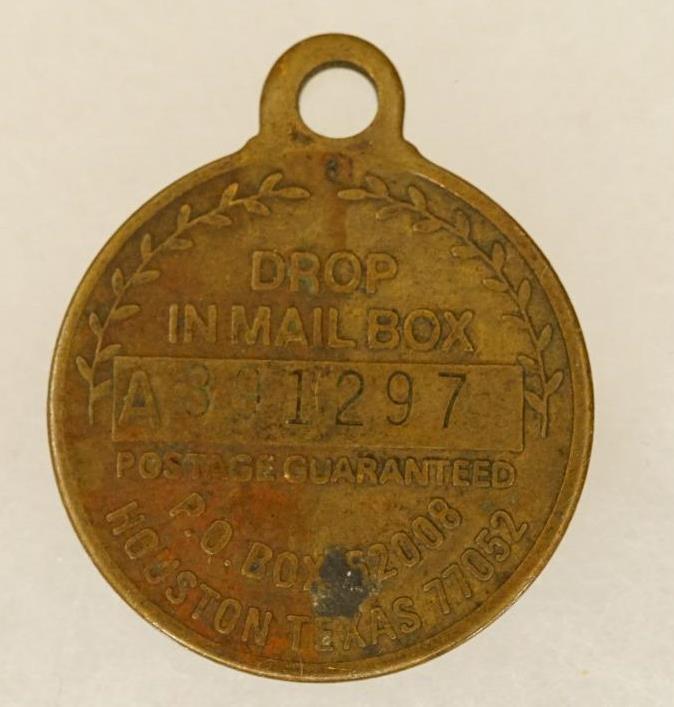 DROP
IN MAIL BOX
A391297
POSTAGE GUARANTEED
P.O. BOX 52008
HOUSTON TEXAS 77052